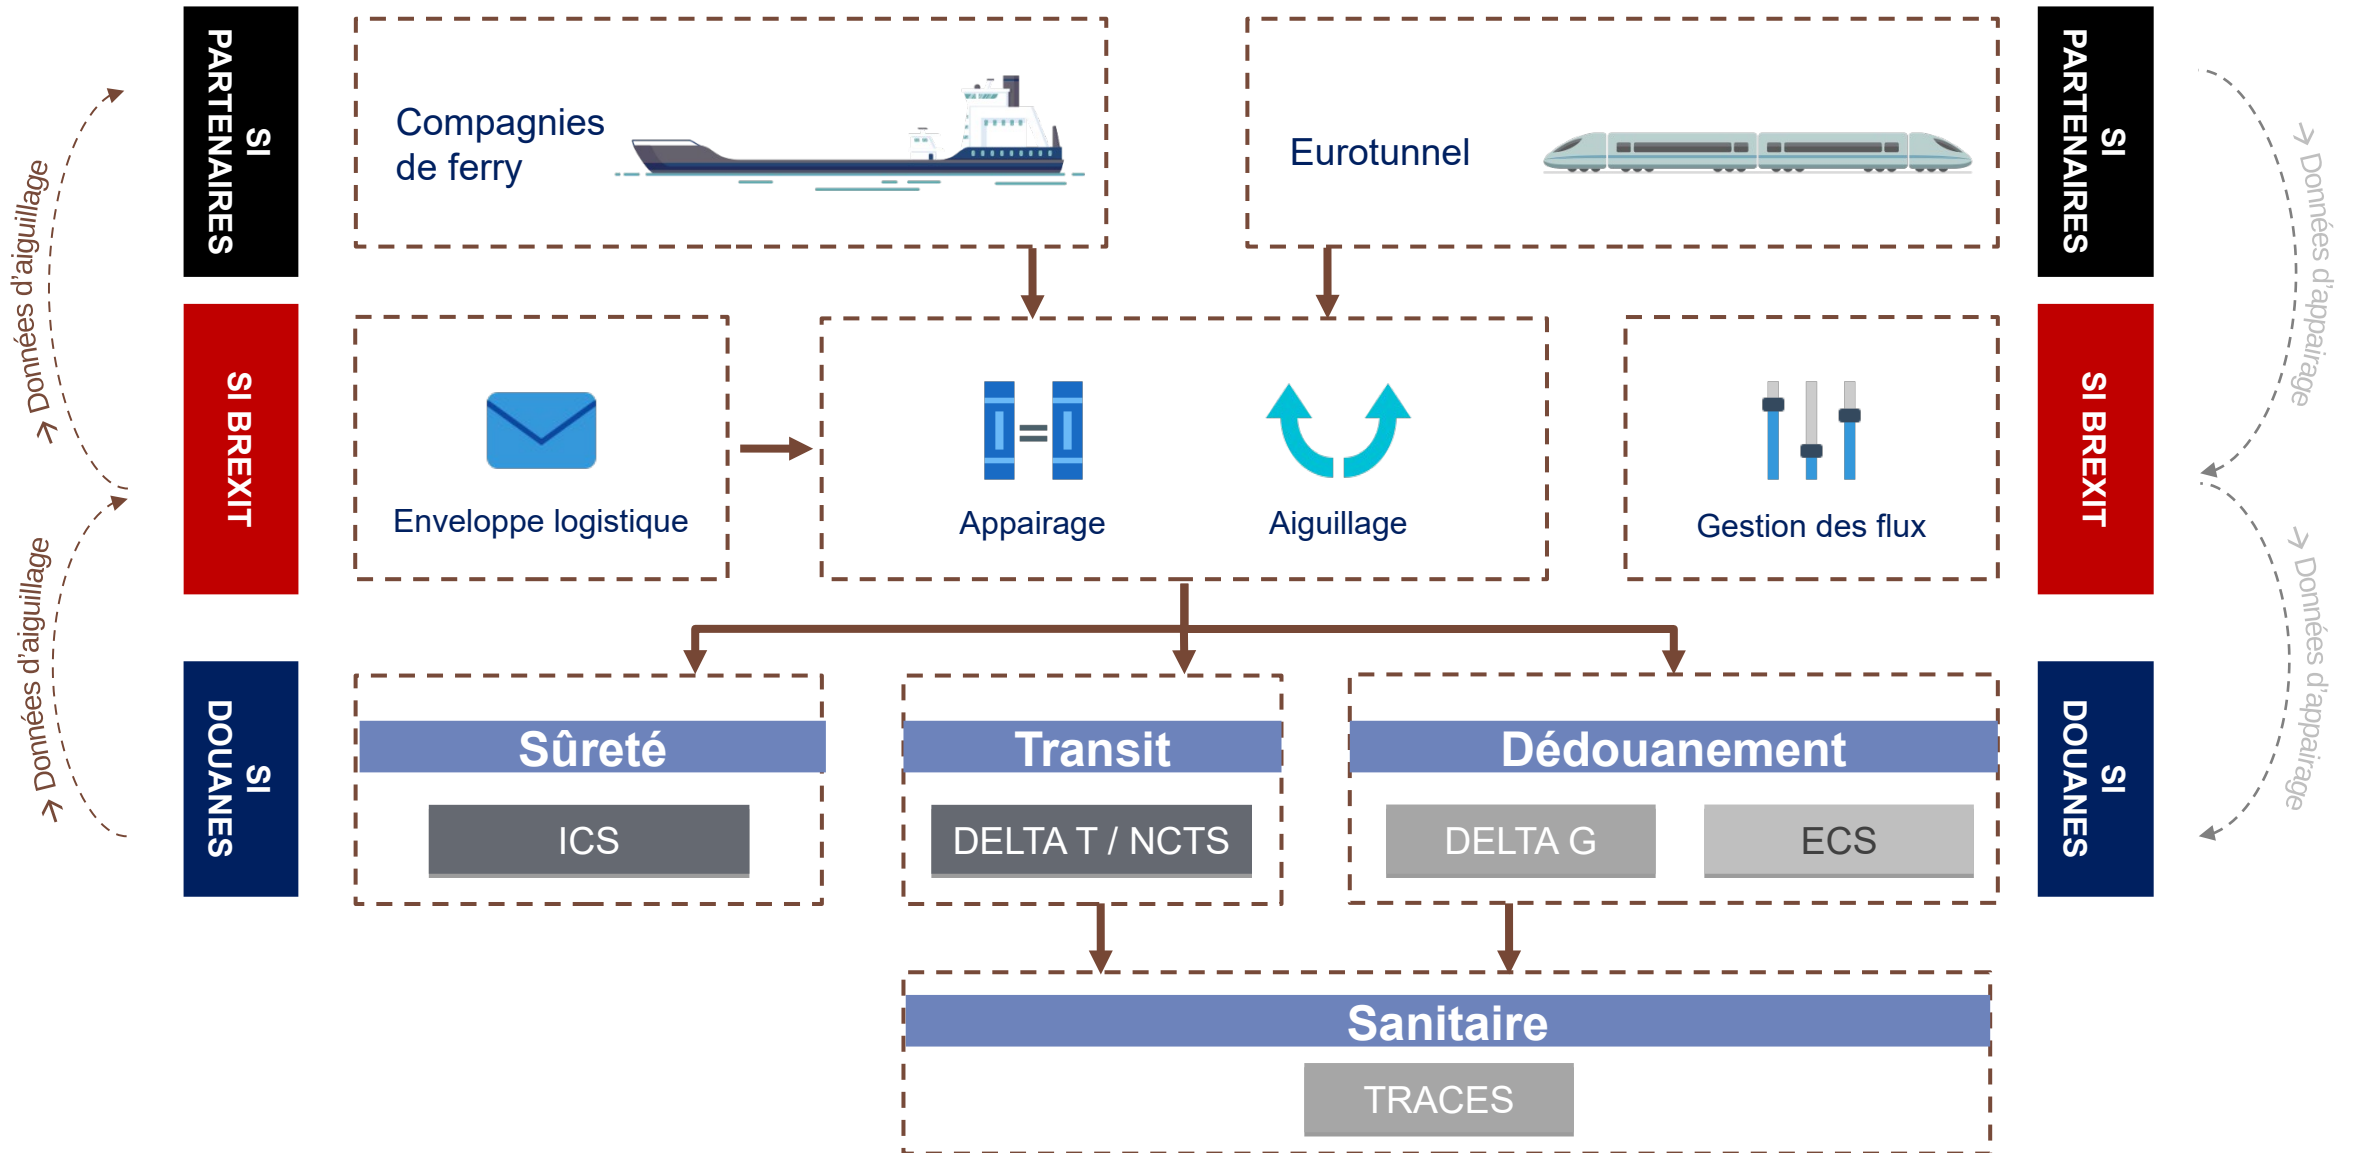 SI
PARTENAIRES
Compagnies
de ferry
Eurotunnel
SI
PARTENAIRES
→ Données d'aiguillage
→ Données d'appairage
SI BREXIT
Enveloppe logistique
Appairage
Aiguillage
Gestion des flux
SI BREXIT
→ Données d'aiguillage
→ Données d'appairage
SI
DOUANES
Sûreté
ICS
Transit
DELTA T / NCTS
Dédouanement
DELTA G
ECS
SI
DOUANES
Sanitaire
TRACES